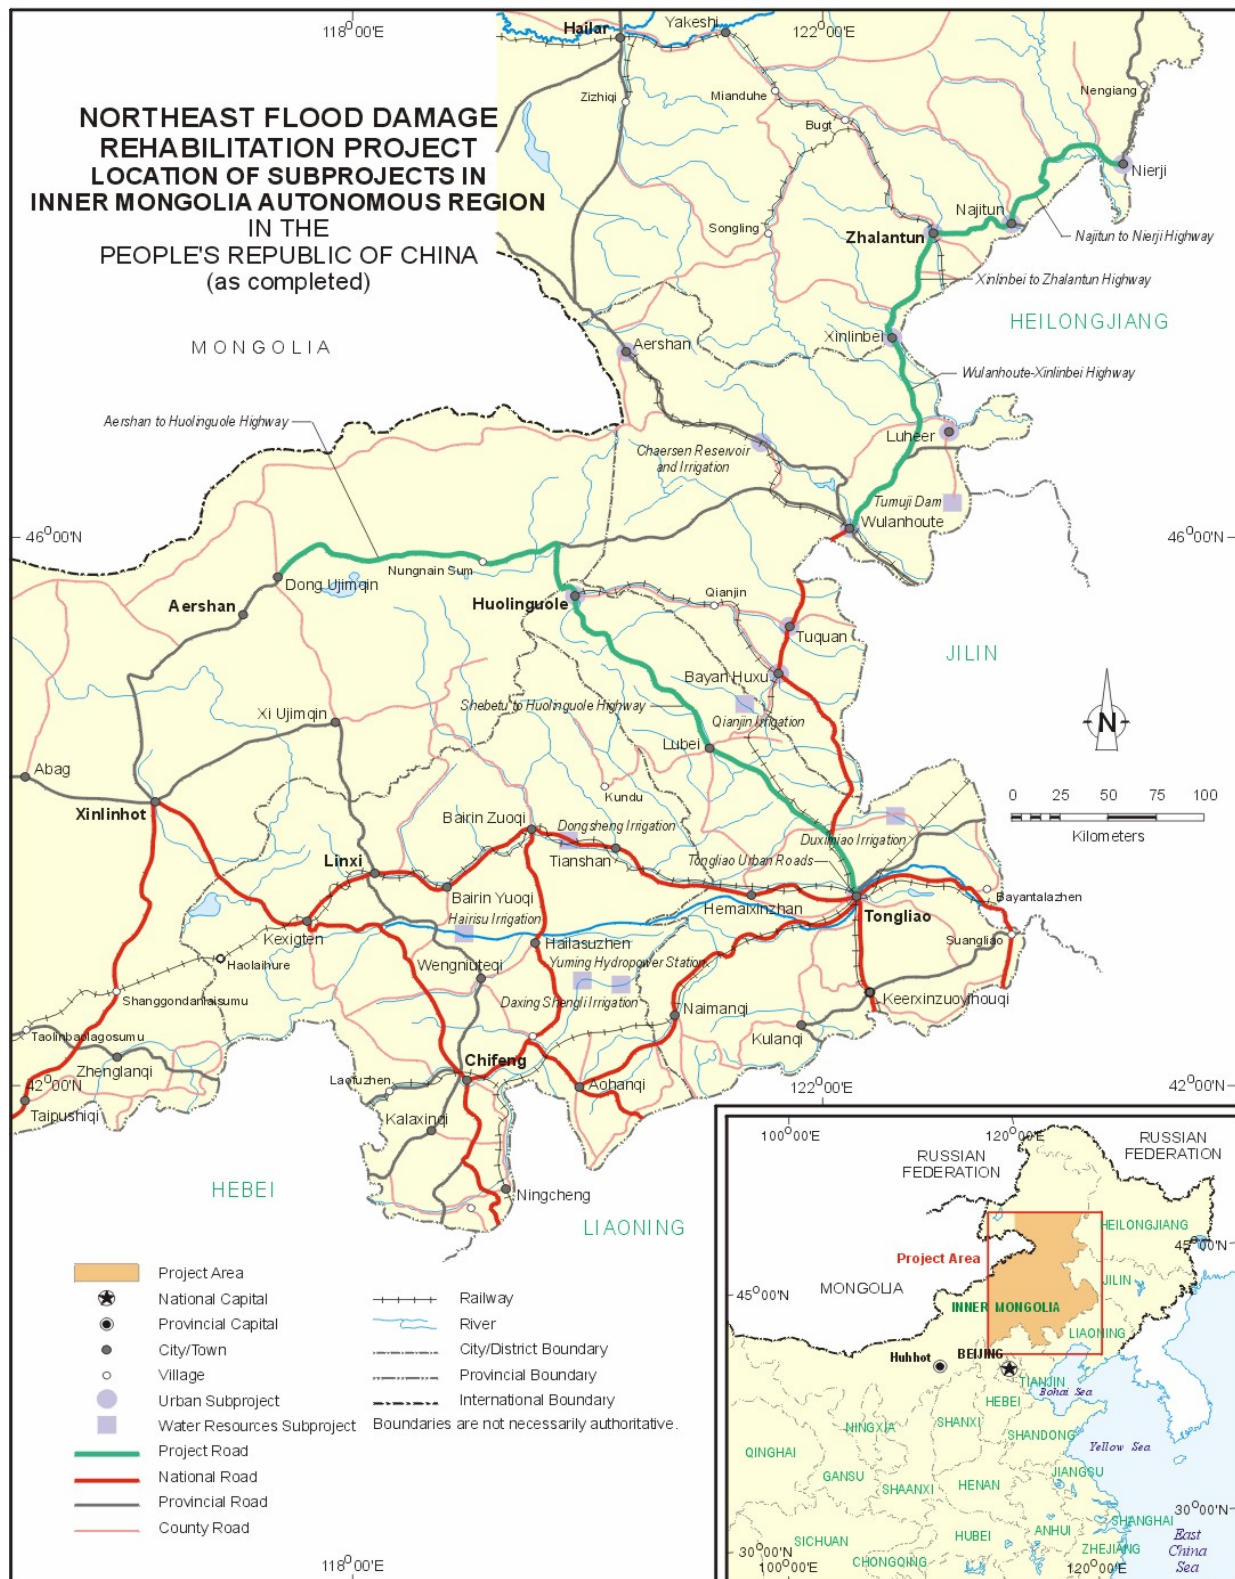 118°00'E
122°00'E
Hailar
Yakeshi
Zizhiqi
Mianduhe
Bugt
Nengiang
NORTHEAST FLOOD DAMAGE
REHABILITATION PROJECT
LOCATION OF SUBPROJECTS IN
INNER MONGOLIA AUTONOMOUS REGION
IN THE
PEOPLE'S REPUBLIC OF CHINA
(as completed)
Nierji
Najitun
Songling
Zhalantun
Najitun to Nierji Highway
Xinlinbei to Zhalantun Highway
HEILONGJIANG
MONGOLIA
Aershan
Xinlinbei
Wulanhoute-Xinlinbei Highway
Aershan to Huolinguole Highway
Luheer
Chaersen Reservoir
and Irrigation
Tumuji Dam
Wulanhoute
46°00'N
46°00'N
Nungnain Sum
Dong Ujimqin
Aershan
Huolinguole
Qianjin
Tuquan
JILIN
Bayan Huxu
Shebetu to Huolinguole Highway
Qianjin Irrigation
Xi Ujimqin
Lubei
N
Abag
Xinlinhot
Kundu
0 25 50 75 100
Kilometers
Bairin Zuoqi
Dongsheng Irrigation
Duximiao Irrigation
Tianshan
Tongliao Urban Roads
Linxi
Bairin Yuoqi
Hemaixinzhan
Bayantalazhen
Tongliao
Hairisu Irrigation
Kexigten
Hailasuzhen
Suangliao
Haolaihure
Wengniuteqi
Yuming Hydropower Station
Shanggondanlaisumu
Daxing Shengli Irrigation
Keerxinzuoyihouqi
Naimanqi
Taolinbaolagosumu
Kulanqi
Zhenglanqi
Chifeng
Laofuzhen
Aohanqi
122°00'E
42°00'N
42°00'N
Taipushiqi
Kalaxinqi
HEBEI
Ningcheng
LIAONING
100°00'E
120°00'E
RUSSIAN
FEDERATION
RUSSIAN
FEDERATION
HEILONGJIANG
45°00'N
Project Area
MONGOLIA
JILIN
45°00'N
INNER MONGOLIA
LIAONING
Huhhot
BEIJING
TIANJIN
Bohai Sea
HEBEI
NINGXIA
SHANXI
SHANDONG
Yellow Sea
QINGHAI
GANSU
JIANGSU
SHAANXI
HENAN
30°00'N
SHANGHAI
SICHUAN
HUBEI
ANHUI
ZHEJIANG
East
China
Sea
30°00'N
CHONGQING
100°00'E
120°00'E
Project Area
National Capital
Provincial Capital
City/Town
Village
Urban Subproject
Water Resources Subproject
Project Road
National Road
Provincial Road
County Road
Railway
River
City/District Boundary
Provincial Boundary
International Boundary
Boundaries are not necessarily authoritative.
118°00'E